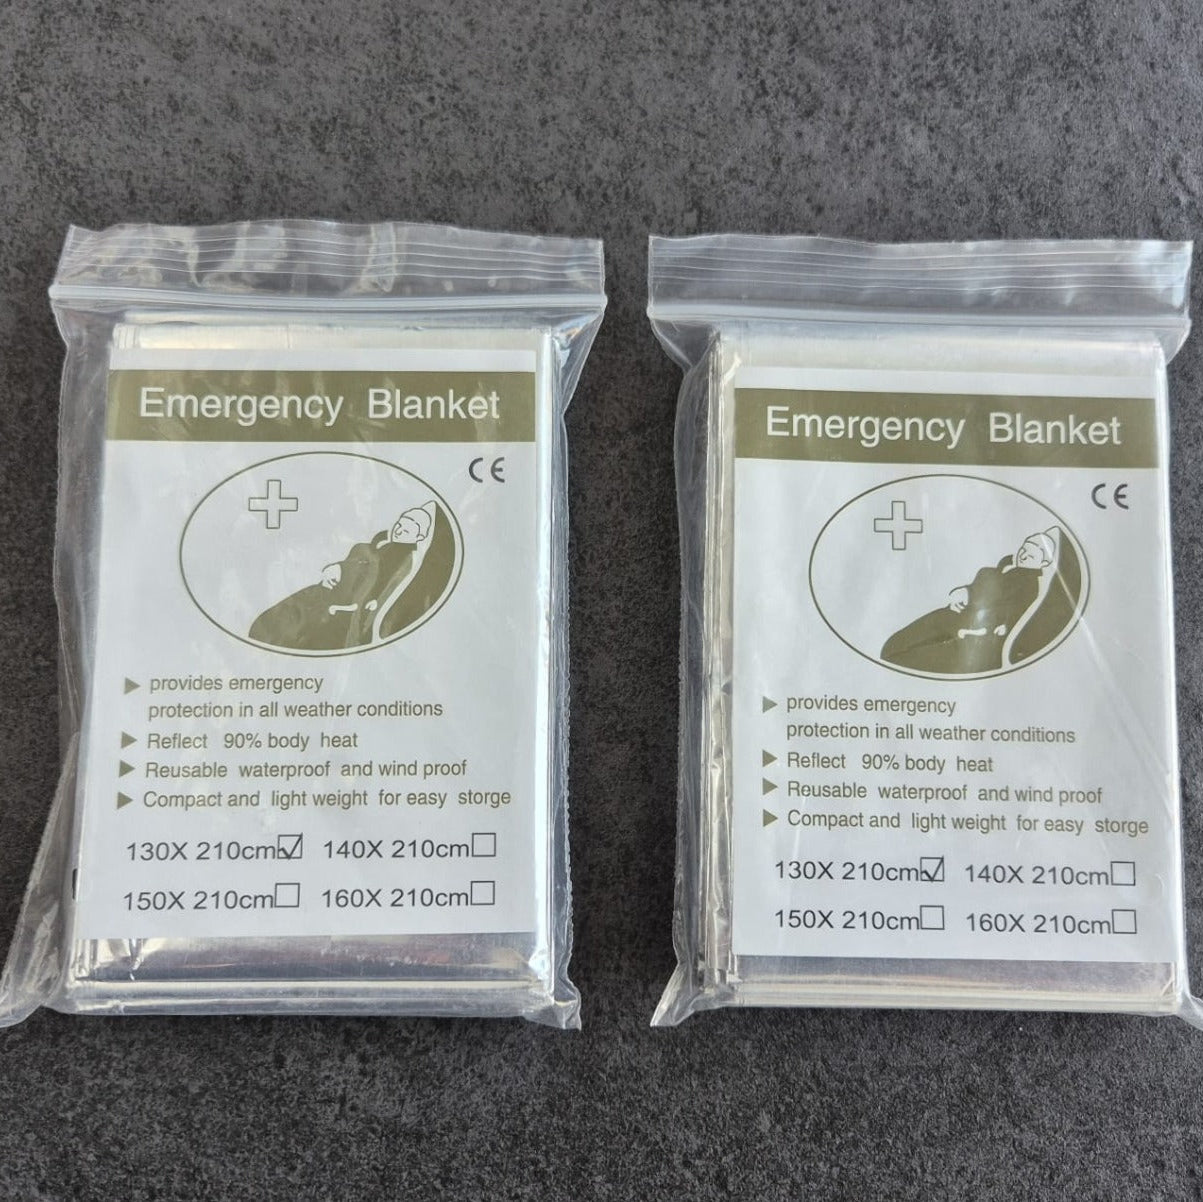 Emergency Blanket
CE
provides emergency
protection in all weather conditions
Reflect 90% body heat
Reusable waterproof and wind proof
Compact and light weight for easy storge
130X 210cm 140X 210cm
150X 210cm 160X 210cm
Emergency Blanket
CE
provides emergency
protection in all weather conditions
Reflect 90% body heat
Reusable waterproof and wind proof
Compact and light weight for easy storge
130X 210cm 140X 210cm
150X 210cm 160X 210cm